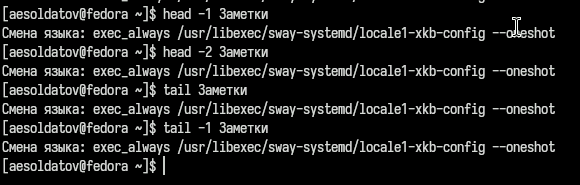 [aesoldatov@fedora ~]$ head -1 Заметки
Смена языка: exec_always /usr/libexec/sway-systemd/locale1-xkb-config --oneshot
[aesoldatov@fedora ~]$ head -2 Заметки
Смена языка: exec_always /usr/libexec/sway-systemd/locale1-xkb-config --oneshot
[aesoldatov@fedora ~]$ tail Заметки
Смена языка: exec_always /usr/libexec/sway-systemd/locale1-xkb-config --oneshot
[aesoldatov@fedora ~]$ tail -1 Заметки
Смена языка: exec_always /usr/libexec/sway-systemd/locale1-xkb-config --oneshot
[aesoldatov@fedora ~]$